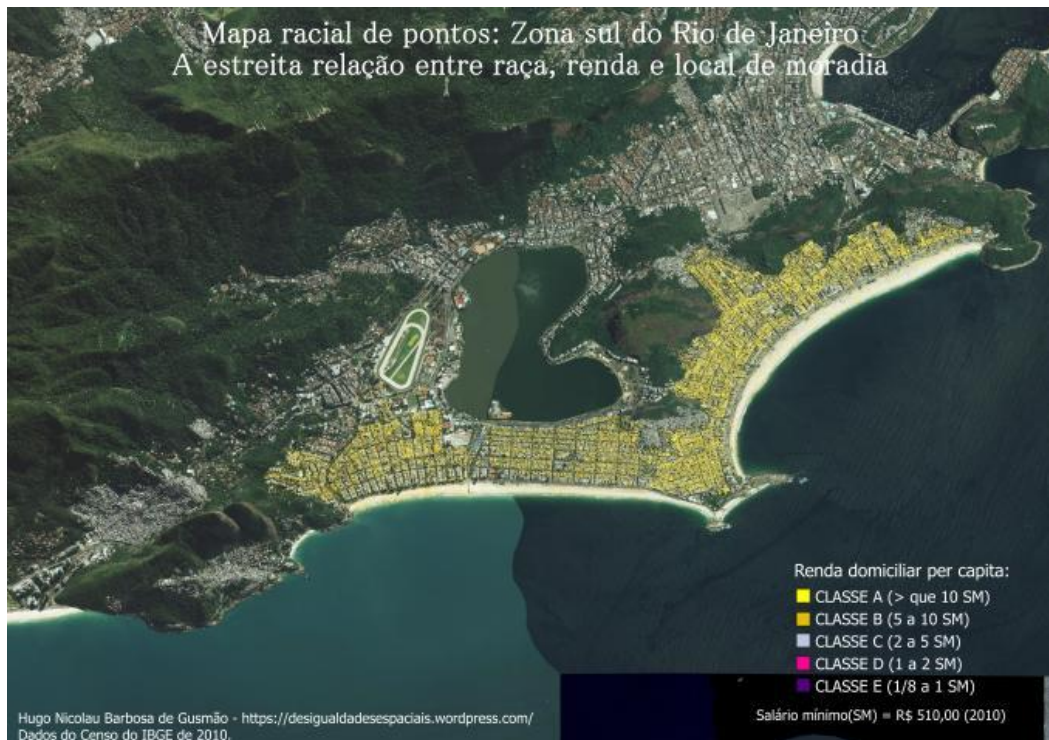 Mapa racial de pontos: Zona sul do Rio de Janeiro
A estreita relação entre raça, renda e local de moradia
Renda domiciliar per capita:
CLASSE A (> que 10 SM)
CLASSE B (5 a 10 SM)
CLASSE C (2 a 5 SM)
CLASSE D (1 a 2 SM)
CLASSE E (1/8 a 1 SM)
Salário mínimo(SM) = R$ 510,00 (2010)
Hugo Nicolau Barbosa de Gusmão - https://desigualdadesespaciais.wordpress.com/
Dados do Censo do IBGE de 2010.